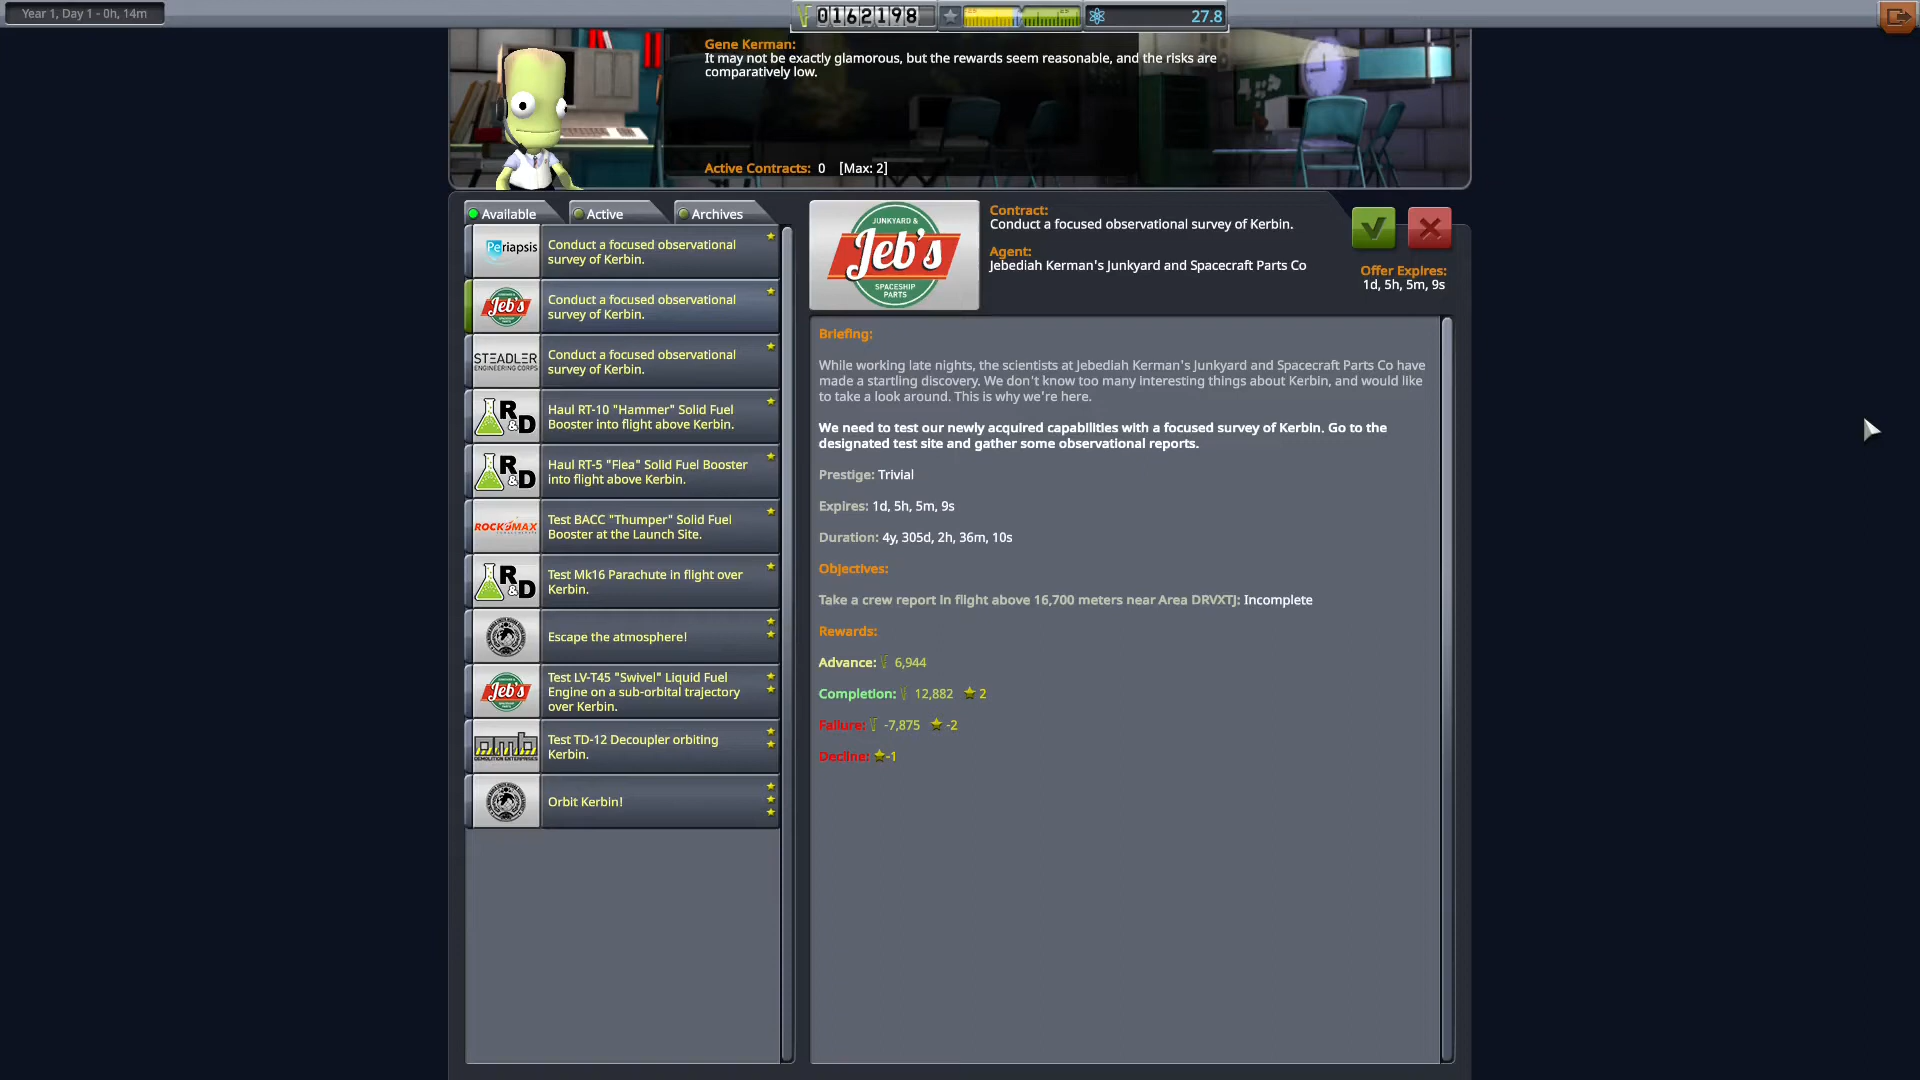 Year 1, Day 1 - 0h, 14m
0162198
27.8
Gene Kerman:
It may not be exactly glamorous, but the rewards seem reasonable, and the risks are
comparatively low.
Active Contracts: 0 [Max: 2]
Available
Active
Archives
Periapsis
Conduct a focused observational
survey of Kerbin.
Jeb's
Conduct a focused observational
survey of Kerbin.
STEADLER
ENGINEERING CORPS
Conduct a focused observational
survey of Kerbin.
R&D
Haul RT-10 "Hammer" Solid Fuel
Booster into flight above Kerbin.
R&D
Haul RT-5 "Flea" Solid Fuel Booster
into flight above Kerbin.
ROCKOMAX
Test BACC "Thumper" Solid Fuel
Booster at the Launch Site.
R&D
Test Mk16 Parachute in flight over
Kerbin.
Escape the atmosphere!
Jeb's
Test LV-T45 "Swivel" Liquid Fuel
Engine on a sub-orbital trajectory
over Kerbin.
Test TD-12 Decoupler orbiting
Kerbin.
Orbit Kerbin!
JUNKYARD &
Jeb's
SPACESHIP
PARTS
Contract:
Conduct a focused observational survey of Kerbin.
Agent:
Jebediah Kerman's Junkyard and Spacecraft Parts Co
Offer Expires:
1d, 5h, 5m, 9s
Briefing:
While working late nights, the scientists at Jebediah Kerman's Junkyard and Spacecraft Parts Co have
made a startling discovery. We don't know too many interesting things about Kerbin, and would like
to take a look around. This is why we're here.
We need to test our newly acquired capabilities with a focused survey of Kerbin. Go to the
designated test site and gather some observational reports.
Prestige: Trivial
Expires: 1d, 5h, 5m, 9s
Duration: 4y, 305d, 2h, 36m, 10s
Objectives:
Take a crew report in flight above 16,700 meters near Area DRVXTJ: Incomplete
Rewards:
Advance: 6,944
Completion: 12,882 2
Failure: -7,875 -2
Decline: -1